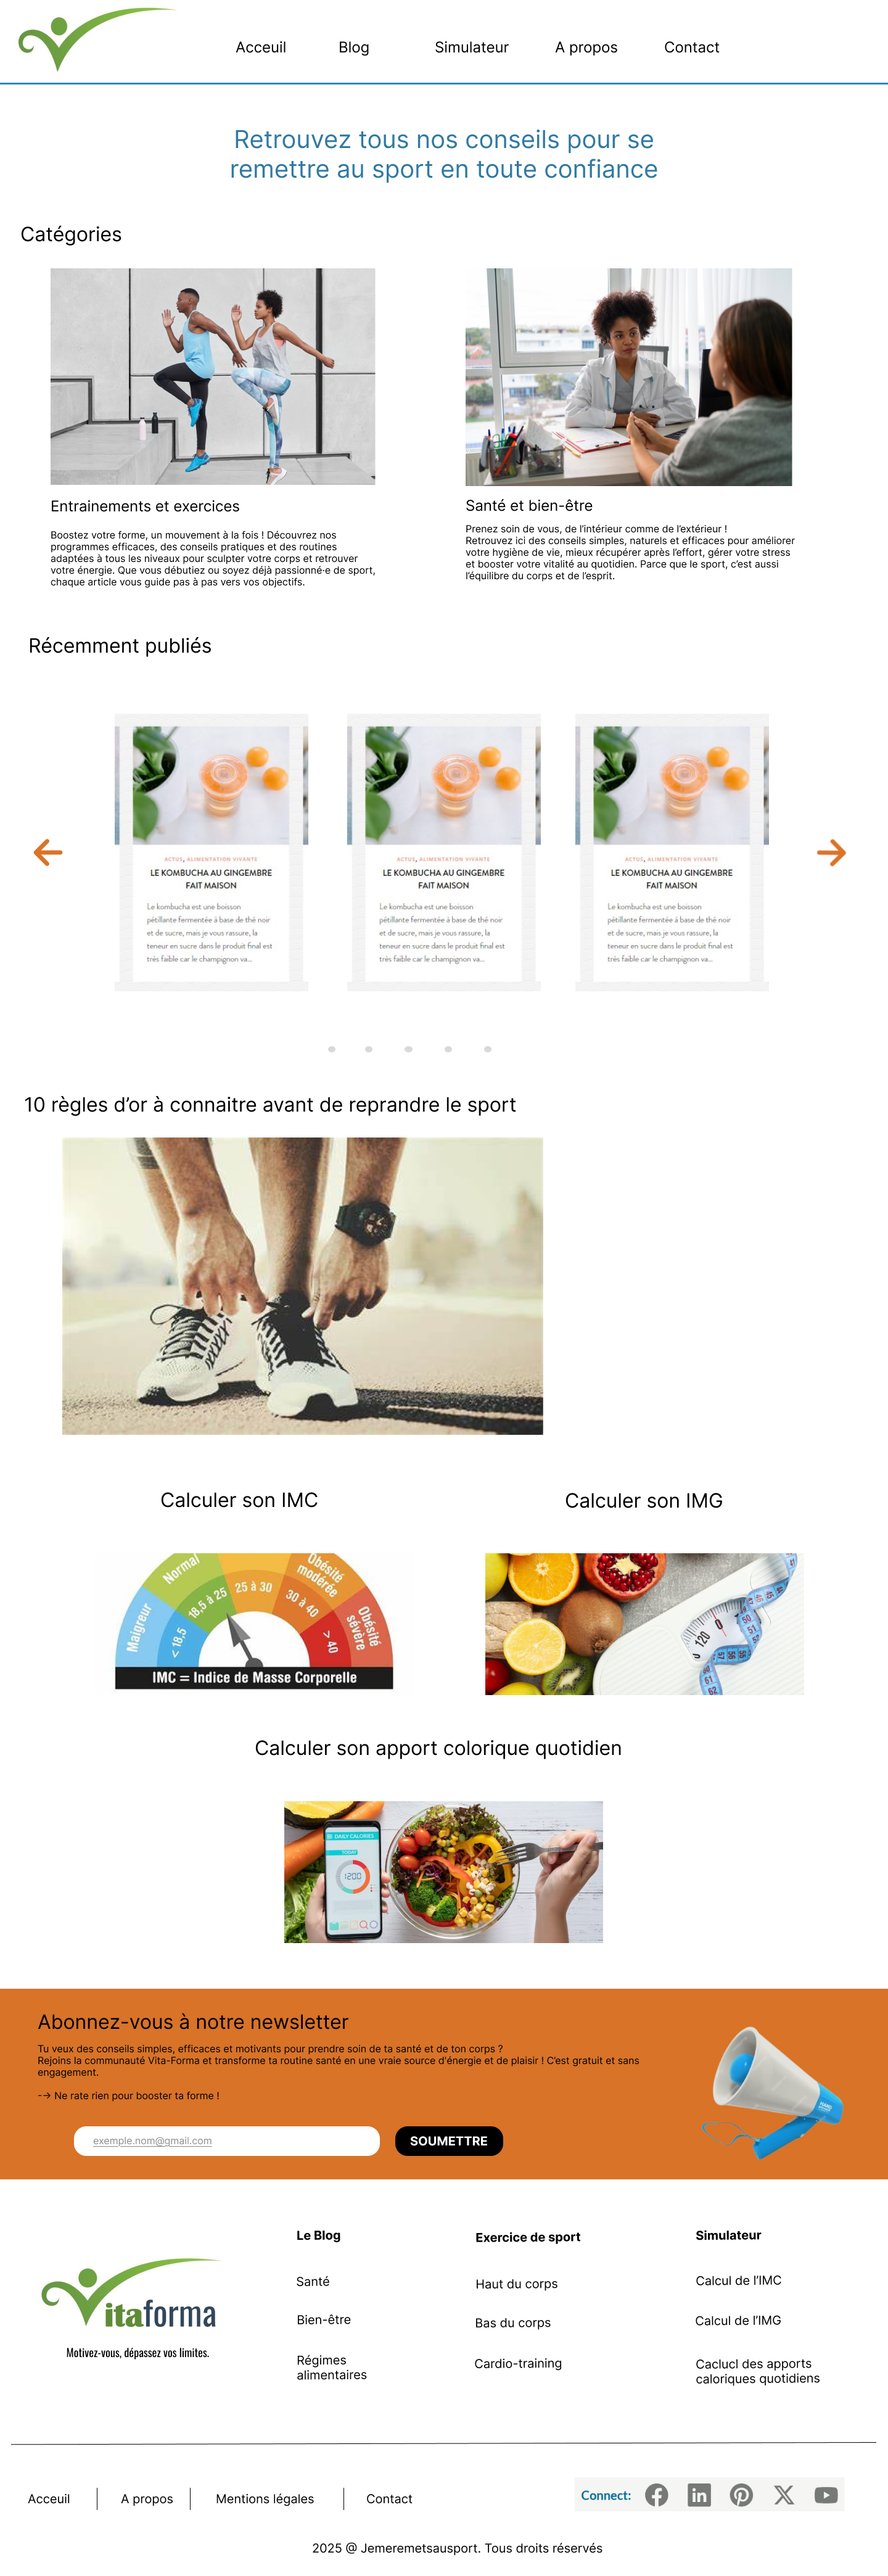 Acceuil Blog Simulateur A propos Contact
Retrouvez tous nos conseils pour se
remettre au sport en toute confiance
Catégories
Entrainements et exercices
Boostez votre forme, un mouvement à la fois ! Découvrez nos
programmes efficaces, des conseils pratiques et des routines
adaptées à tous les niveaux pour sculpter votre corps et retrouver
votre énergie. Que vous débutiez ou soyez déjà passionné·e de sport,
chaque article vous guide pas à pas vers vos objectifs.
Santé et bien-être
Prenez soin de vous, de l’intérieur comme de l’extérieur !
Retrouvez ici des conseils simples, naturels et efficaces pour améliorer
votre hygiène de vie, mieux récupérer après l’effort, gérer votre stress
et booster votre vitalité au quotidien. Parce que le sport, c’est aussi
l’équilibre du corps et de l’esprit.
Récemment publiés
ACTUS, ALIMENTATION VIVANTE
LE KOMBUCHA AU GINGEMBRE
FAIT MAISON
Le kombucha est une boisson
pétillante fermentée à base de thé noir
et de sucre, mais je vous rassure, la
teneur en sucre dans le produit final est
très faible car le champignon va...
ACTUS, ALIMENTATION VIVANTE
LE KOMBUCHA AU GINGEMBRE
FAIT MAISON
Le kombucha est une boisson
pétillante fermentée à base de thé noir
et de sucre, mais je vous rassure, la
teneur en sucre dans le produit final est
très faible car le champignon va...
ACTUS, ALIMENTATION VIVANTE
LE KOMBUCHA AU GINGEMBRE
FAIT MAISON
Le kombucha est une boisson
pétillante fermentée à base de thé noir
et de sucre, mais je vous rassure, la
teneur en sucre dans le produit final est
très faible car le champignon va...
10 règles d’or à connaitre avant de reprandre le sport
Calculer son IMC
Maigreur
Normal
Obésité
modérée
Obésité
sévère
< 18,5
18,5 à 25
25 à 30
30 à 40
> 40
IMC = Indice de Masse Corporelle
Calculer son IMG
120 0
50
51
61
62
Calculer son apport colorique quotidien
DAILY CALORIES
TODAY
1200
Abonnez-vous à notre newsletter
Tu veux des conseils simples, efficaces et motivants pour prendre soin de ta santé et de ton corps ?
Rejoins la communauté Vita-Forma et transforme ta routine santé en une vraie source d'énergie et de plaisir ! C’est gratuit et sans
engagement.
--> Ne rate rien pour booster ta forme !
exemple.nom@gmail.com
SOUMETTRE
Vitaforma
Motivez-vous, dépassez vos limites.
Le Blog
Santé
Bien-être
Régimes
alimentaires
Exercice de sport
Haut du corps
Bas du corps
Cardio-training
Simulateur
Calcul de l’IMC
Calcul de l’IMG
Caclucl des apports
caloriques quotidiens
Acceuil A propos Mentions légales Contact
Connect:
2025 @ Jemeremetsausport. Tous droits réservés